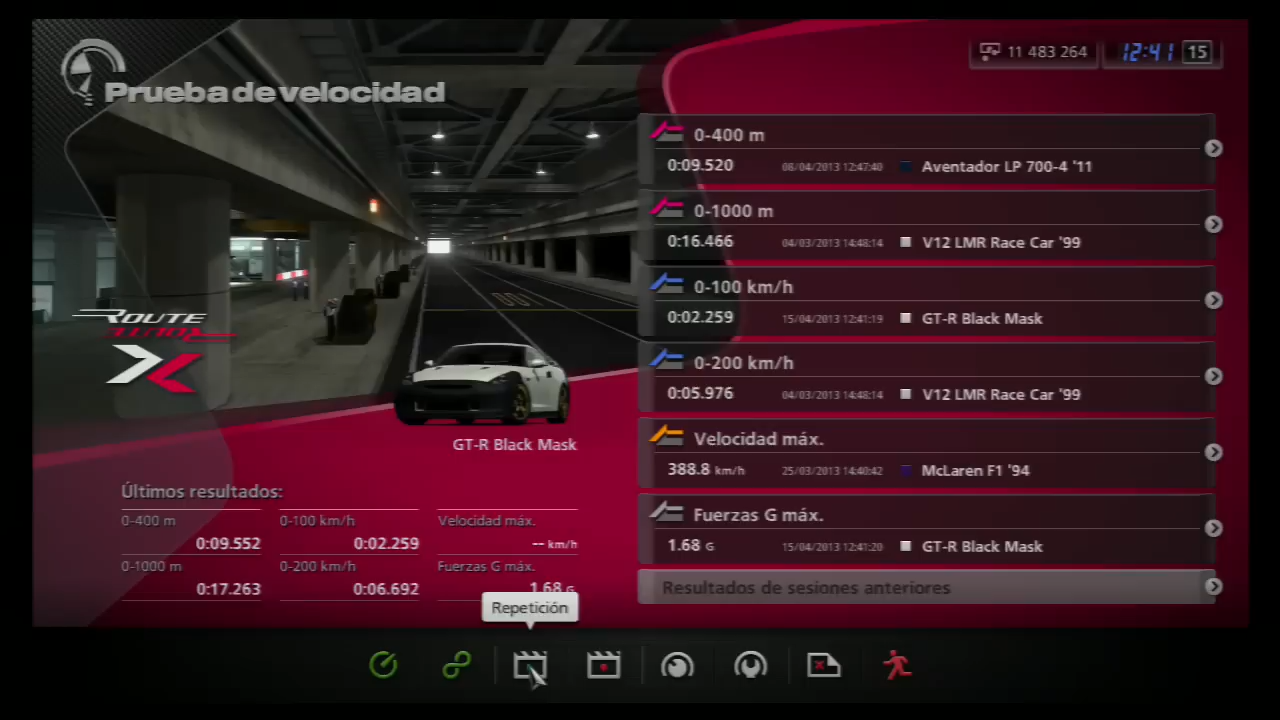 Prueba de velocidad
11 483 264
12:41 15
0-400 m
0:09.520 08/04/2013 12:47:40 Aventador LP 700-4 '11
0-1000 m
0:16.466 04/03/2013 14:48:14 V12 LMR Race Car '99
0-100 km/h
0:02.259 15/04/2013 12:41:19 GT-R Black Mask
0-200 km/h
0:05.976 04/03/2013 14:48:14 V12 LMR Race Car '99
Velocidad máx.
388.8 km/h 25/03/2013 14:40:42 McLaren F1 '94
Fuerzas G máx.
1.68 G 15/04/2013 12:41:20 GT-R Black Mask
Resultados de sesiones anteriores
001
ROUTE
X
GT-R Black Mask
Últimos resultados:
0-400 m 0-100 km/h Velocidad máx.
0:09.552 0:02.259 -- km/h
0-1000 m 0-200 km/h Fuerzas G máx.
0:17.263 0:06.692 1.68 G
Repetición